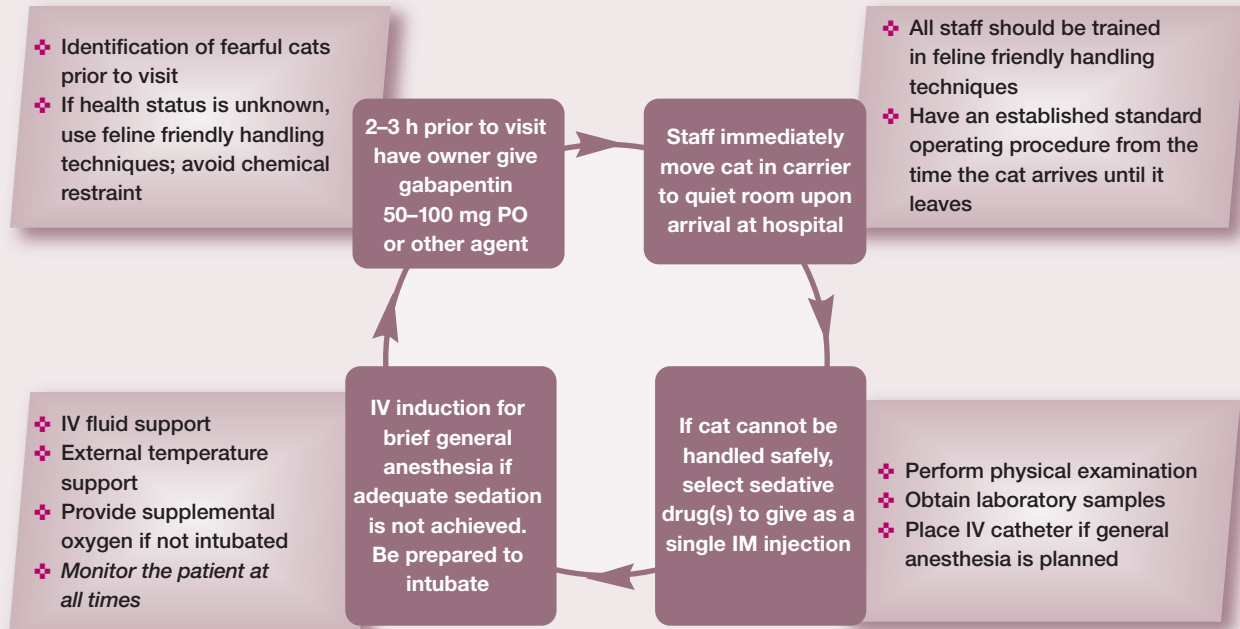 ❖ Identification of fearful cats
prior to visit
❖ If health status is unknown,
use feline friendly handling
techniques; avoid chemical
restraint
2–3 h prior to visit
have owner give
gabapentin
50–100 mg PO
or other agent
Staff immediately
move cat in carrier
to quiet room upon
arrival at hospital
❖ All staff should be trained
in feline friendly handling
techniques
❖ Have an established standard
operating procedure from the
time the cat arrives until it
leaves
❖ IV fluid support
❖ External temperature
support
❖ Provide supplemental
oxygen if not intubated
❖ Monitor the patient at
all times
IV induction for
brief general
anesthesia if
adequate sedation
is not achieved.
Be prepared to
intubate
If cat cannot be
handled safely,
select sedative
drug(s) to give as a
single IM injection
❖ Perform physical examination
❖ Obtain laboratory samples
❖ Place IV catheter if general
anesthesia is planned